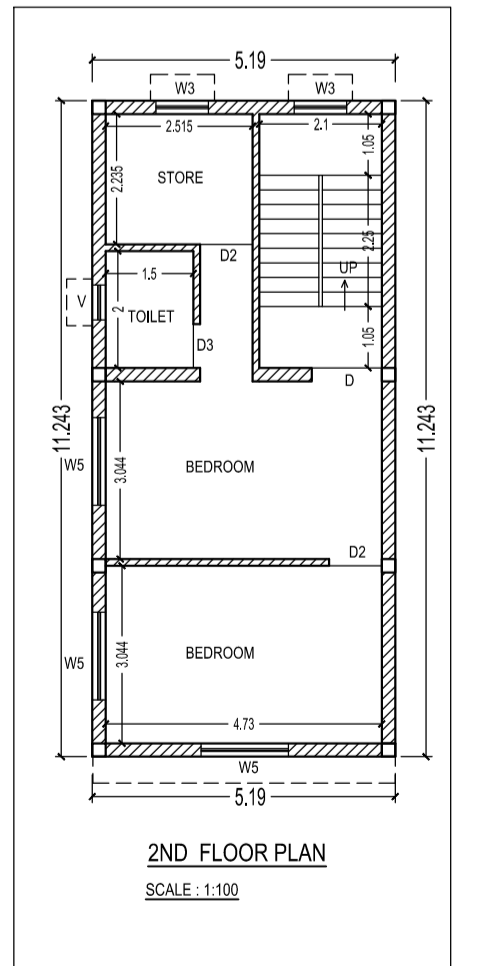 5.19
W3 W3
2.515 2.1
1.05
STORE
2.235
2.25
D2
1.5
UP
V
TOILET
2
D3
1.05
D
11.243
11.243
W5
3.044
BEDROOM
D2
BEDROOM
3.044
W5
4.73
W5
5.19
2ND FLOOR PLAN
SCALE : 1:100